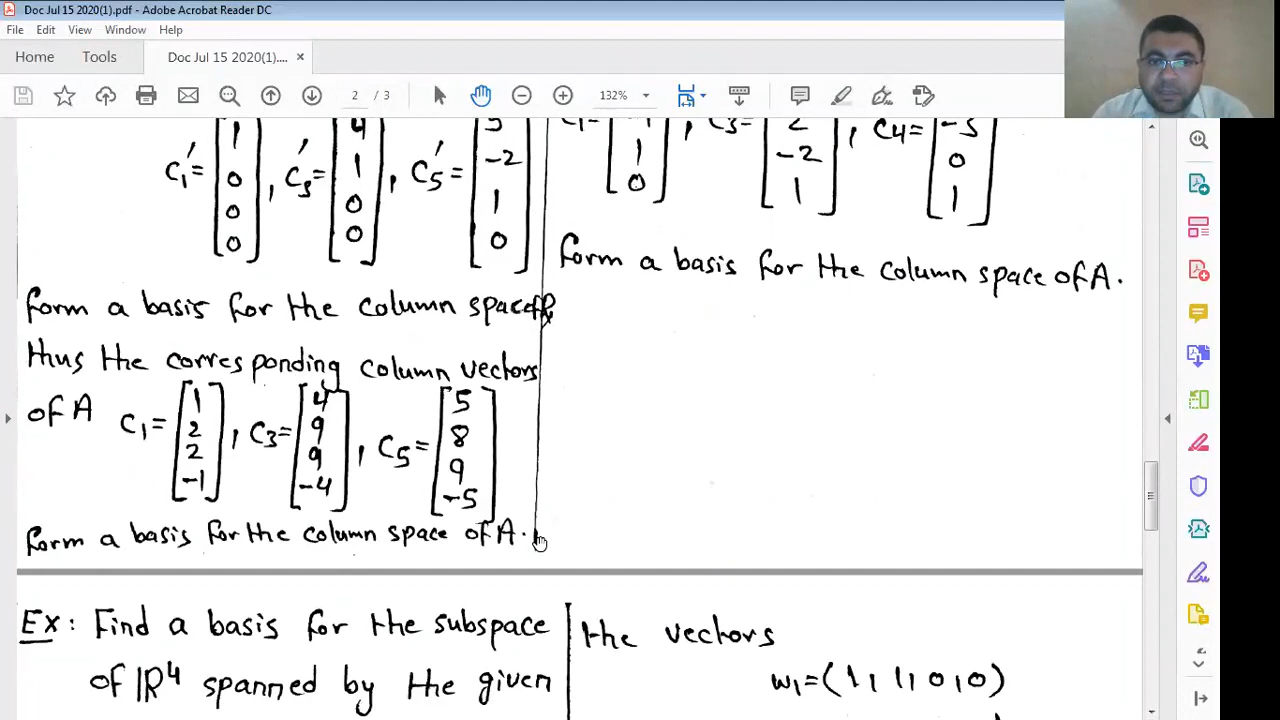 Doc Jul 15 2020(1).pdf - Adobe Acrobat Reader DC
File Edit View Window Help
Home Tools Doc Jul 15 2020(1).... ×
2 / 3 132%
c₁' = [1 0 0 0], c₃' = [4 1 0 0], c₅' = [5 -2 1 0]
form a basis for the column space of R
thus the corresponding column vectors
of A c₁ = [1 2 2 -1], c₃ = [4 9 9 -4], c₅ = [5 8 9 -5]
form a basis for the column space of A.
1 0], [2 -2 1], c₄ = [-5 0 1]
form a basis for the column space of A.
Ex: Find a basis for the subspace
of ℝ⁴ spanned by the given
the vectors
w₁ = (1, 1, 0, 0)